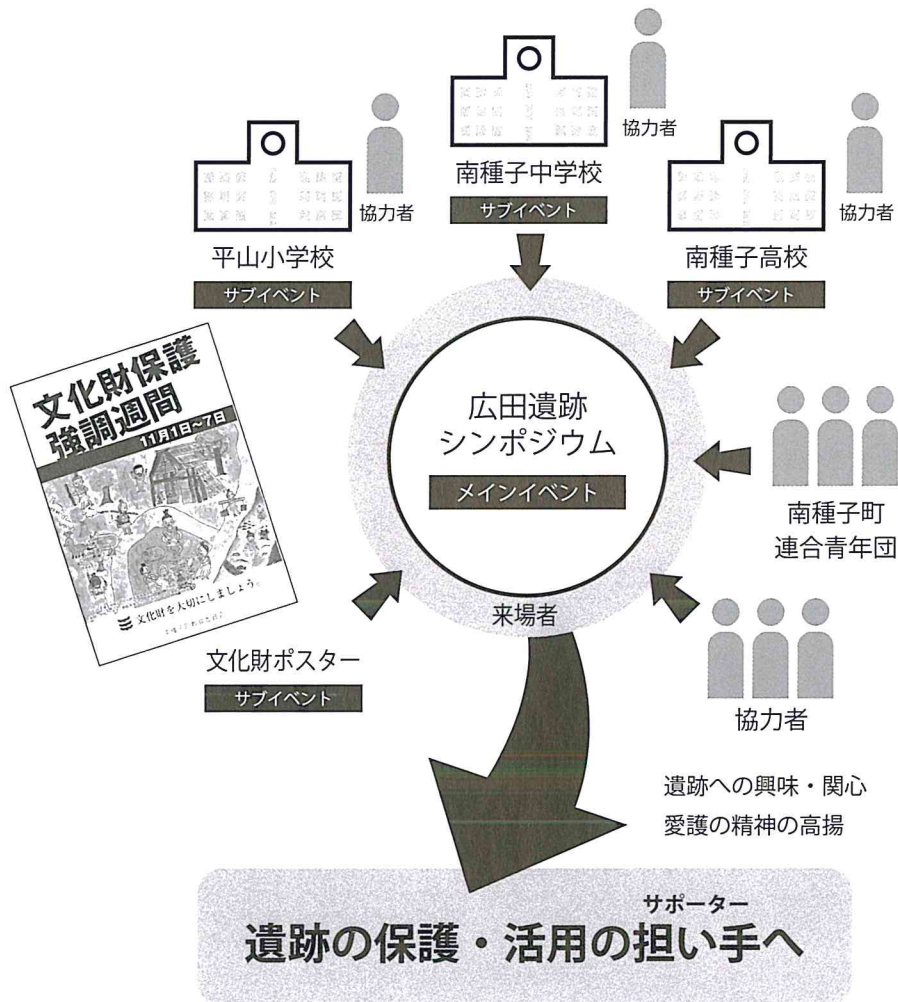 協力者
南種子中学校
サブイベント
協力者
平山小学校
サブイベント
協力者
南種子高校
サブイベント
文化財保護
強調週間
11月1日～7日
文化財を大切にしましょう。
広田遺跡
シンポジウム
メインイベント
来場者
南種子町
連合青年団
文化財ポスター
サブイベント
協力者
遺跡への興味・関心
愛護の精神の高揚
サポーター
遺跡の保護・活用の担い手へ